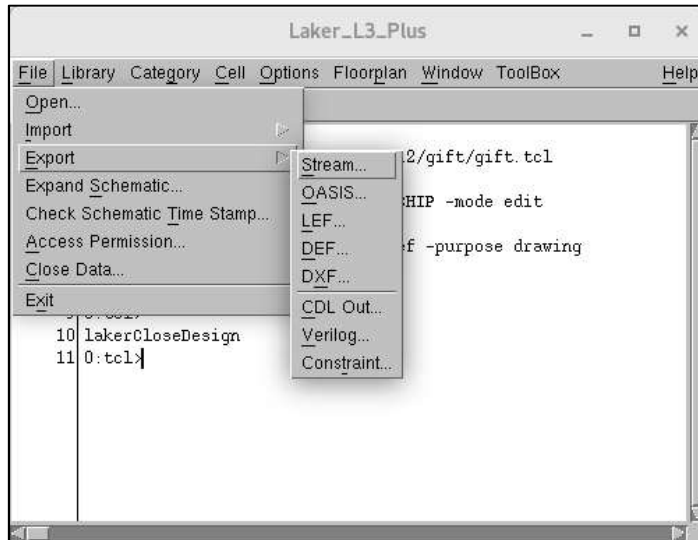 Laker_L3_Plus
File Library Category Cell Options Floorplan Window ToolBox Help
Open...
Import
Export
Expand Schematic...
Check Schematic Time Stamp...
Access Permission...
Close Data...
Exit
Stream...
OASIS...
LEF...
DEF...
DXF...
CDL Out...
Verilog...
Constraint...
2/gift/gift.tcl
HIP -mode edit
f -purpose drawing
10 lakerCloseDesign
11 0:tcl>